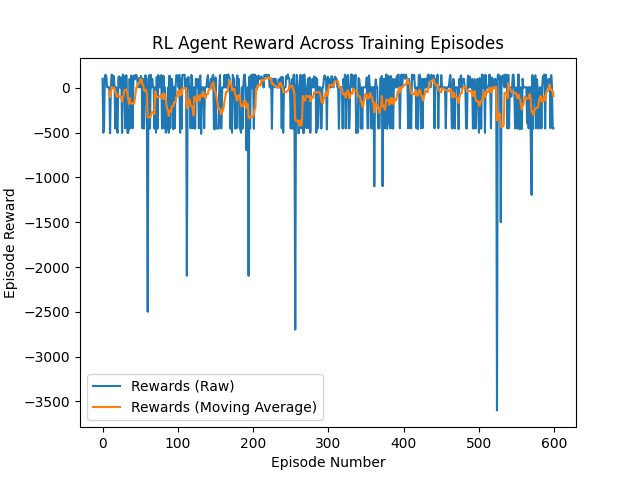 RL Agent Reward Across Training Episodes
Episode Reward
0
−500
−1000
−1500
−2000
−2500
−3000
−3500
Rewards (Raw)
Rewards (Moving Average)
0 100 200 300 400 500 600
Episode Number